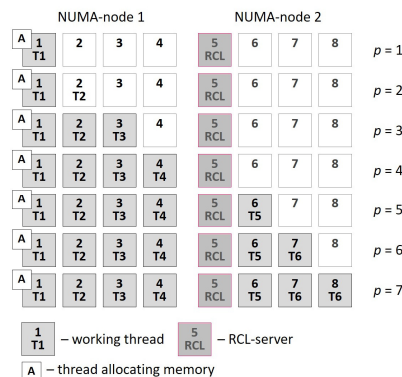 NUMA-node 1 NUMA-node 2
A 1 2 3 4 5 6 7 8 p = 1
T1 RCL
A 1 2 3 4 5 6 7 8 p = 2
T1 T2 RCL
A 1 2 3 4 5 6 7 8 p = 3
T1 T2 T3 RCL
A 1 2 3 4 5 6 7 8 p = 4
T1 T2 T3 T4 RCL
A 1 2 3 4 5 6 7 8 p = 5
T1 T2 T3 T4 RCL T5
A 1 2 3 4 5 6 7 8 p = 6
T1 T2 T3 T4 RCL T5 T6
A 1 2 3 4 5 6 7 8 p = 7
T1 T2 T3 T4 RCL T5 T6 T6
1 T1 – working thread 5 RCL – RCL-server
A – thread allocating memory